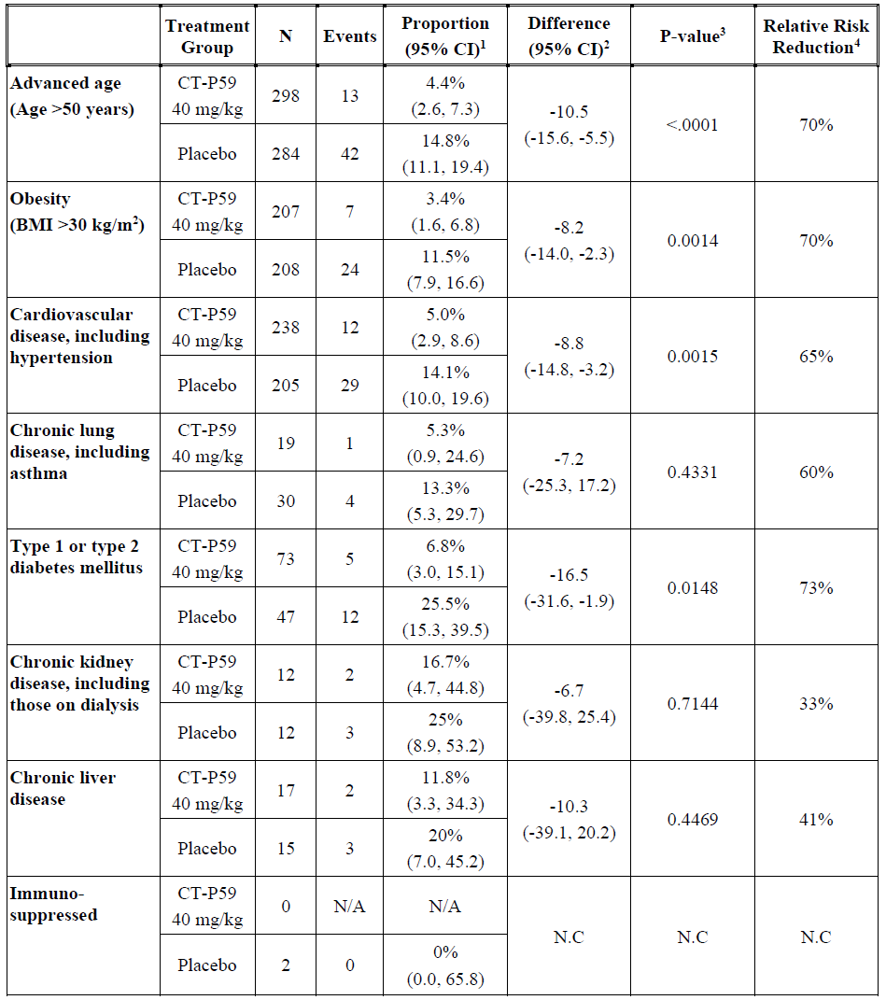 Treatment Group N Events Proportion (95% CI)¹ Difference (95% CI)² P-value³ Relative Risk Reduction⁴
Advanced age
(Age >50 years)
CT-P59
40 mg/kg
298
13
4.4%
(2.6, 7.3)
-10.5
(-15.6, -5.5)
<.0001
70%
Placebo
284
42
14.8%
(11.1, 19.4)
Obesity
(BMI >30 kg/m²)
CT-P59
40 mg/kg
207
7
3.4%
(1.6, 6.8)
-8.2
(-14.0, -2.3)
0.0014
70%
Placebo
208
24
11.5%
(7.9, 16.6)
Cardiovascular
disease, including
hypertension
CT-P59
40 mg/kg
238
12
5.0%
(2.9, 8.6)
-8.8
(-14.8, -3.2)
0.0015
65%
Placebo
205
29
14.1%
(10.0, 19.6)
Chronic lung
disease, including
asthma
CT-P59
40 mg/kg
19
1
5.3%
(0.9, 24.6)
-7.2
(-25.3, 17.2)
0.4331
60%
Placebo
30
4
13.3%
(5.3, 29.7)
Type 1 or type 2
diabetes mellitus
CT-P59
40 mg/kg
73
5
6.8%
(3.0, 15.1)
-16.5
(-31.6, -1.9)
0.0148
73%
Placebo
47
12
25.5%
(15.3, 39.5)
Chronic kidney
disease, including
those on dialysis
CT-P59
40 mg/kg
12
2
16.7%
(4.7, 44.8)
-6.7
(-39.8, 25.4)
0.7144
33%
Placebo
12
3
25%
(8.9, 53.2)
Chronic liver
disease
CT-P59
40 mg/kg
17
2
11.8%
(3.3, 34.3)
-10.3
(-39.1, 20.2)
0.4469
41%
Placebo
15
3
20%
(7.0, 45.2)
Immuno-
suppressed
CT-P59
40 mg/kg
0
N/A
N/A
N.C
N.C
N.C
Placebo
2
0
0%
(0.0, 65.8)